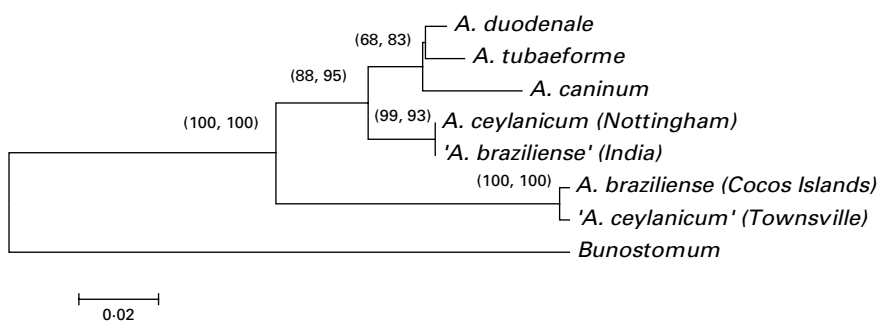 A. duodenale
(68, 83)
A. tubaeforme
(88, 95)
A. caninum
(99, 93)
A. ceylanicum (Nottingham)
(100, 100)
'A. braziliense' (India)
(100, 100)
A. braziliense (Cocos Islands)
'A. ceylanicum' (Townsville)
Bunostomum
0·02